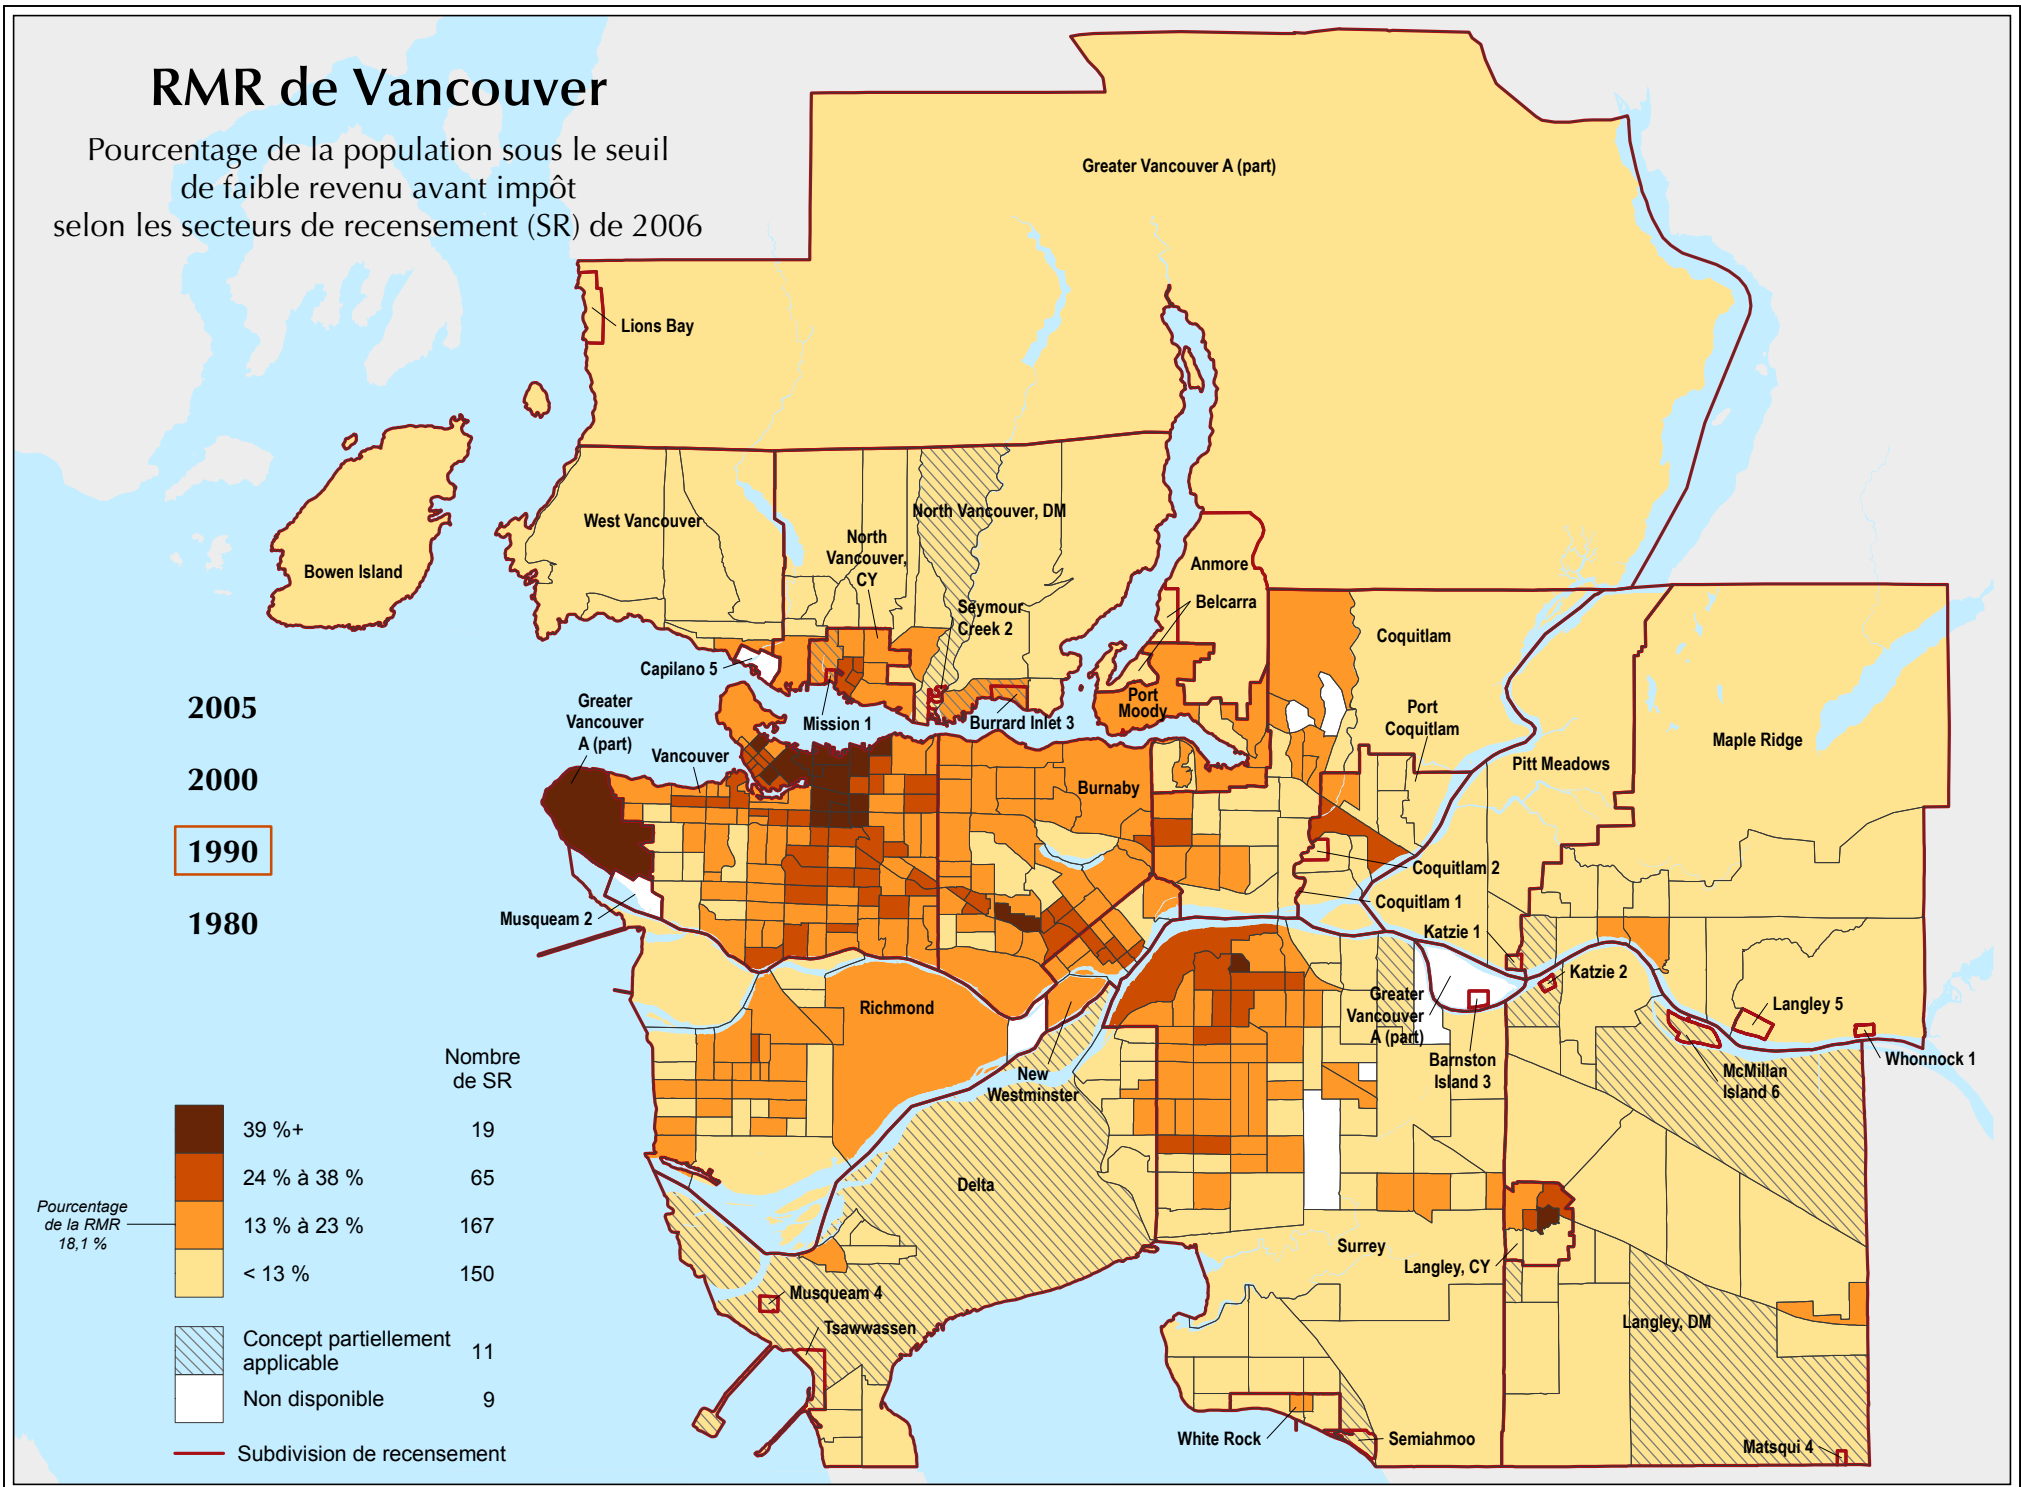 RMR de Vancouver
Pourcentage de la population sous le seuil
de faible revenu avant impôt
selon les secteurs de recensement (SR) de 2006
Greater Vancouver A (part)
Lions Bay
West Vancouver
North Vancouver, DM
North
Vancouver,
CY
Bowen Island
Anmore
Belcarra
Seymour
Creek 2
Coquitlam
Capilano 5
Greater
Vancouver
A (part)
Mission 1
Burrard Inlet 3
Port
Moody
Port
Coquitlam
Vancouver
Burnaby
Pitt Meadows
Maple Ridge
2005
2000
1990
1980
Musqueam 2
Coquitlam 2
Coquitlam 1
Katzie 1
Katzie 2
Richmond
Greater
Vancouver
A (part)
Langley 5
Barnston
Island 3
Whonnock 1
McMillan
Island 6
New
Westminster
Delta
Surrey
Langley, CY
Musqueam 4
Tsawwassen
Langley, DM
White Rock
Semiahmoo
Matsqui 4
Nombre
de SR
39 %+ 19
24 % à 38 % 65
13 % à 23 % 167
< 13 % 150
Pourcentage
de la RMR
18,1 %
Concept partiellement
applicable 11
Non disponible 9
Subdivision de recensement